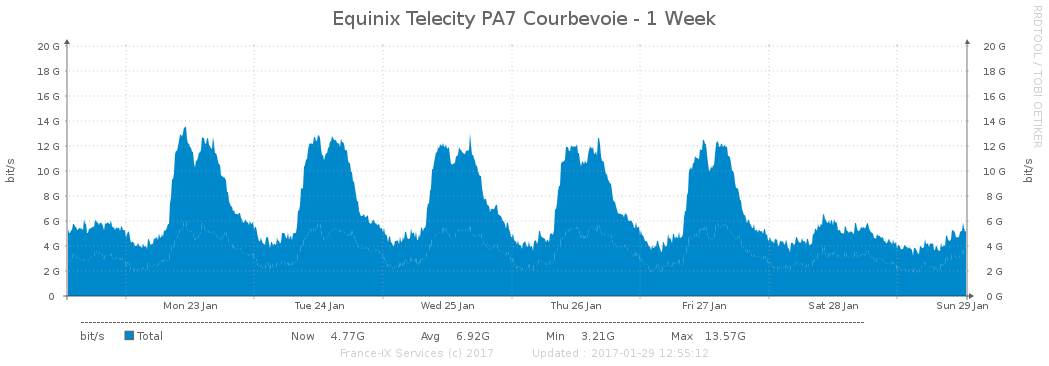 Equinix Telecity PA7 Courbevoie - 1 Week
RRDTOOL / TOBI OETIKER
bit/s
bit/s
20 G 20 G
18 G 18 G
16 G 16 G
14 G 14 G
12 G 12 G
10 G 10 G
8 G 8 G
6 G 6 G
4 G 4 G
2 G 2 G
0 0 G
Mon 23 Jan Tue 24 Jan Wed 25 Jan Thu 26 Jan Fri 27 Jan Sat 28 Jan Sun 29 Jan
bit/s Total Now 4.77G Avg 6.92G Min 3.21G Max 13.57G
France-IX Services (c) 2017 Updated : 2017-01-29 12:55:12